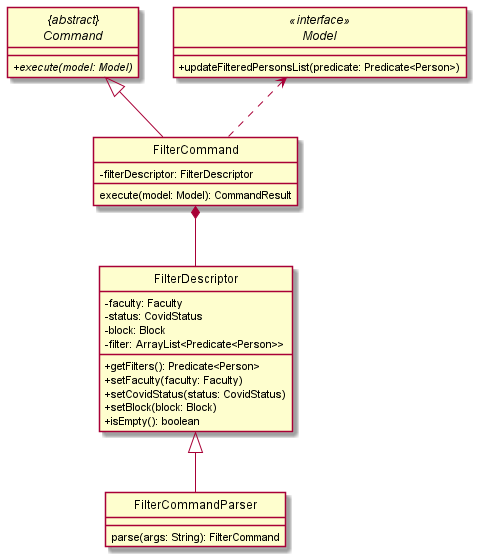 {abstract}
Command
+execute(model: Model)
«interface»
Model
+updateFilteredPersonsList(predicate: Predicate<Person>)
FilterCommand
-filterDescriptor: FilterDescriptor
execute(model: Model): CommandResult
FilterDescriptor
-faculty: Faculty
-status: CovidStatus
-block: Block
-filter: ArrayList<Predicate<Person>>
+getFilters(): Predicate<Person>
+setFaculty(faculty: Faculty)
+setCovidStatus(status: CovidStatus)
+setBlock(block: Block)
+isEmpty(): boolean
FilterCommandParser
parse(args: String): FilterCommand